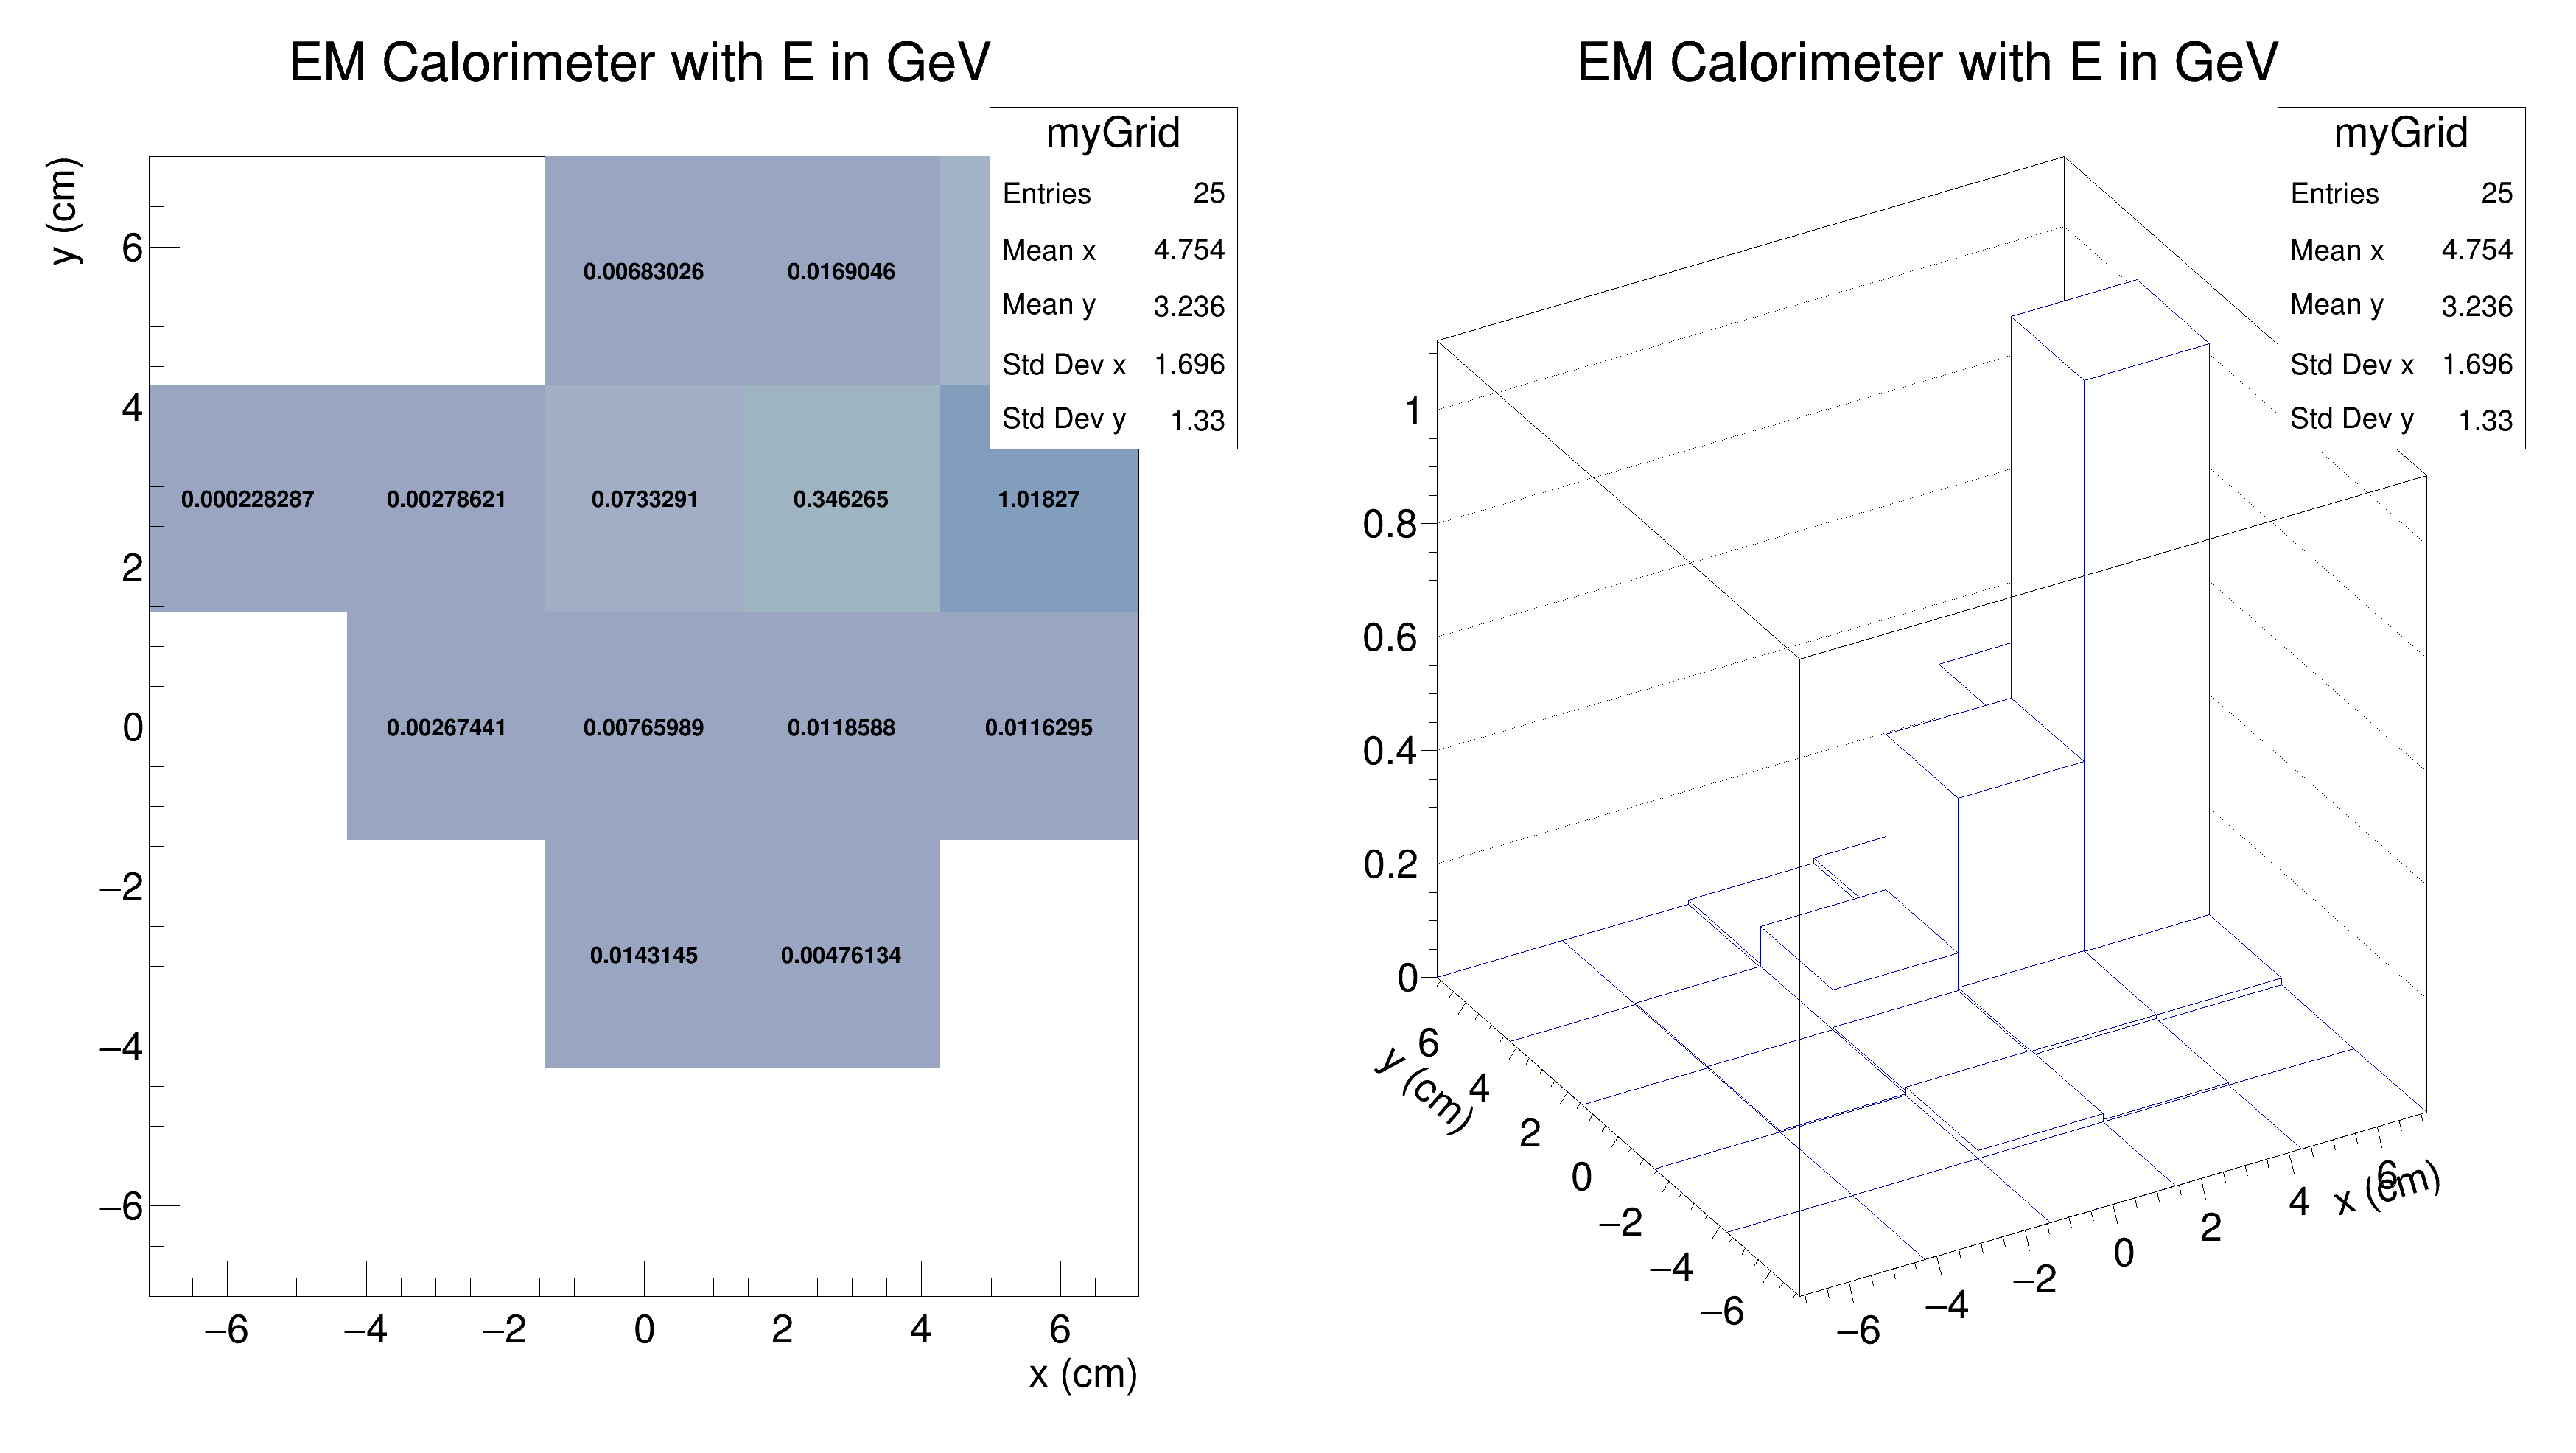 EM Calorimeter with E in GeV
myGrid
Entries 25
Mean x 4.754
Mean y 3.236
Std Dev x 1.696
Std Dev y 1.33
y (cm)
6
4
2
0
−2
−4
−6
0.00683026 0.0169046
0.000228287 0.00278621 0.0733291 0.346265 1.01827
0.00267441 0.00765989 0.0118588 0.0116295
0.0143145 0.00476134
−6 −4 −2 0 2 4 6
x (cm)
EM Calorimeter with E in GeV
myGrid
Entries 25
Mean x 4.754
Mean y 3.236
Std Dev x 1.696
Std Dev y 1.33
1
0.8
0.6
0.4
0.2
0
6
4
2
0
−2
−4
−6
y (cm)
−6 −4 −2 0 2 4 6
x (cm)